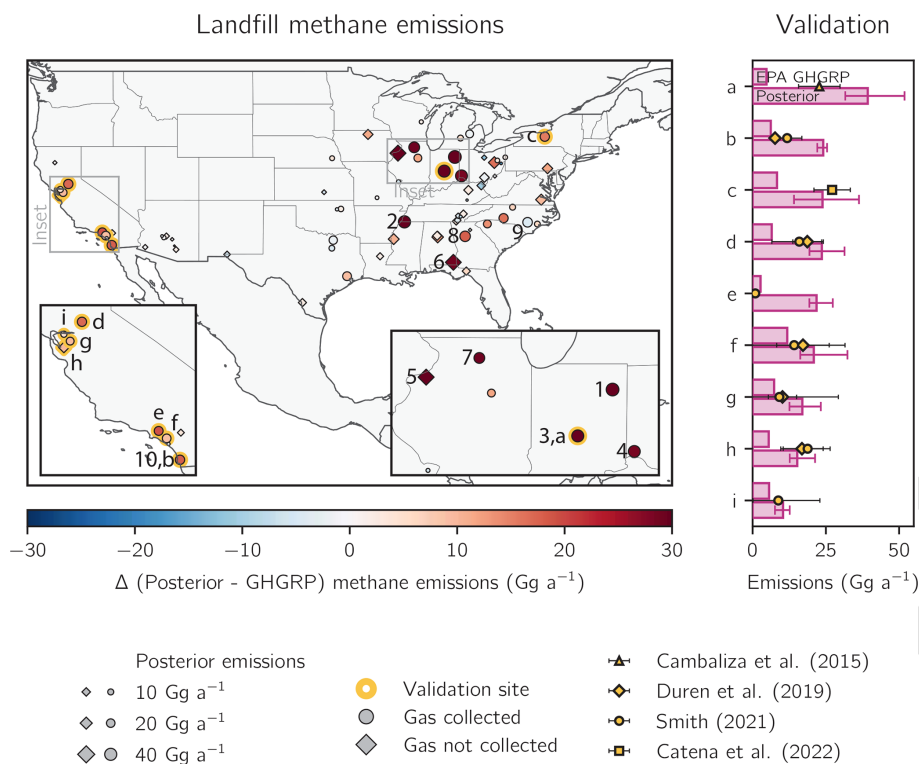 Landfill methane emissions
Validation
EPA GHGRP
Posterior
a
b
c
d
e
f
g
h
i
0
25
50
Emissions (Gg a⁻¹)
c
Inset
Inset
2
8
9
6
i
d
g
h
e
f
10,b
7
5
1
3,a
4
−30
−20
−10
0
10
20
30
Δ (Posterior - GHGRP) methane emissions (Gg a⁻¹)
Posterior emissions
10 Gg a⁻¹
20 Gg a⁻¹
40 Gg a⁻¹
Validation site
Gas collected
Gas not collected
Cambaliza et al. (2015)
Duren et al. (2019)
Smith (2021)
Catena et al. (2022)